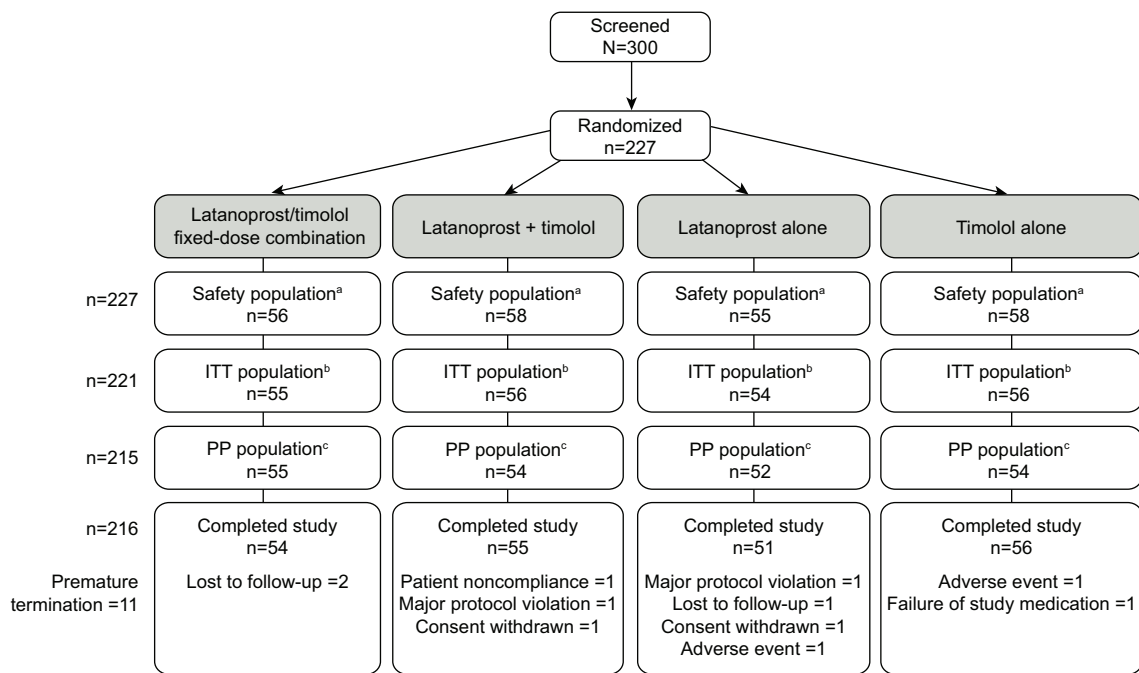 Screened
N=300
Randomized
n=227
Latanoprost/timolol
fixed-dose combination
Latanoprost + timolol
Latanoprost alone
Timolol alone
n=227
Safety populationᵃ
n=56
Safety populationᵃ
n=58
Safety populationᵃ
n=55
Safety populationᵃ
n=58
n=221
ITT populationᵇ
n=55
ITT populationᵇ
n=56
ITT populationᵇ
n=54
ITT populationᵇ
n=56
n=215
PP populationᶜ
n=55
PP populationᶜ
n=54
PP populationᶜ
n=52
PP populationᶜ
n=54
n=216
Completed study
n=54
Completed study
n=55
Completed study
n=51
Completed study
n=56
Premature
termination =11
Lost to follow-up =2
Patient noncompliance =1
Major protocol violation =1
Consent withdrawn =1
Major protocol violation =1
Lost to follow-up =1
Consent withdrawn =1
Adverse event =1
Adverse event =1
Failure of study medication =1